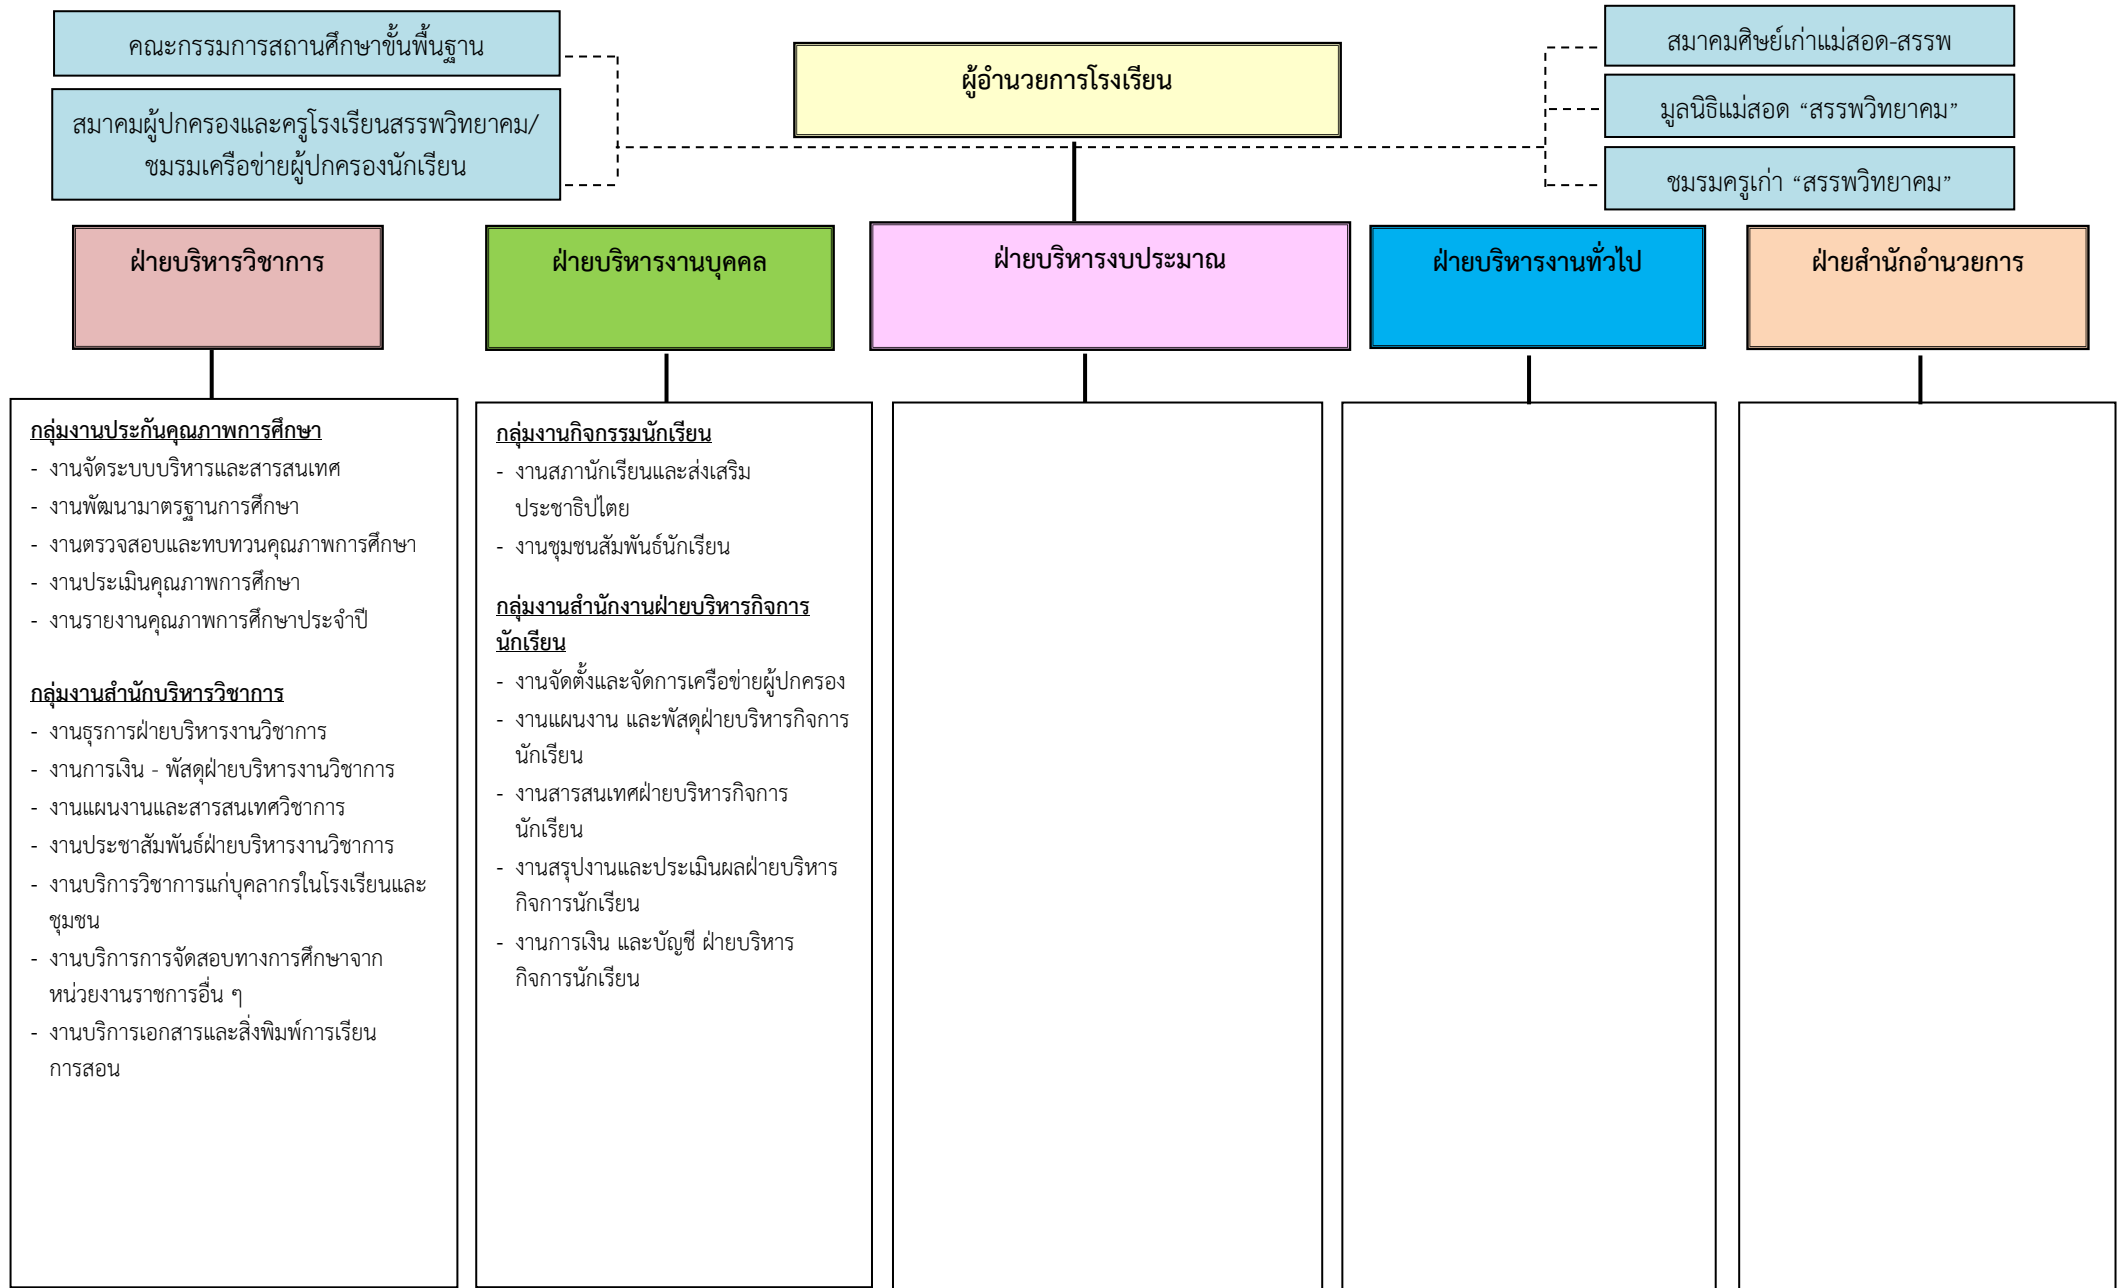 คณะกรรมการสถานศึกษาขั้นพื้นฐาน
สมาคมผู้ปกครองและครูโรงเรียนสรรพวิทยาคม/
ชมรมเครือข่ายผู้ปกครองนักเรียน
ผู้อำนวยการโรงเรียน
สมาคมศิษย์เก่าแม่สอด-สรรพ
มูลนิธิแม่สอด “สรรพวิทยาคม”
ชมรมครูเก่า “สรรพวิทยาคม”
ฝ่ายบริหารวิชาการ
ฝ่ายบริหารงานบุคคล
ฝ่ายบริหารงบประมาณ
ฝ่ายบริหารงานทั่วไป
ฝ่ายสำนักอำนวยการ
กลุ่มงานประกันคุณภาพการศึกษา
- งานจัดระบบบริหารและสารสนเทศ
- งานพัฒนามาตรฐานการศึกษา
- งานตรวจสอบและทบทวนคุณภาพการศึกษา
- งานประเมินคุณภาพการศึกษา
- งานรายงานคุณภาพการศึกษาประจำปี
กลุ่มงานสำนักบริหารวิชาการ
- งานธุรการฝ่ายบริหารงานวิชาการ
- งานการเงิน - พัสดุฝ่ายบริหารงานวิชาการ
- งานแผนงานและสารสนเทศวิชาการ
- งานประชาสัมพันธ์ฝ่ายบริหารงานวิชาการ
- งานบริการวิชาการแก่บุคลากรในโรงเรียนและ
ชุมชน
- งานบริการการจัดสอบทางการศึกษาจาก
หน่วยงานราชการอื่น ๆ
- งานบริการเอกสารและสิ่งพิมพ์การเรียน
การสอน
กลุ่มงานกิจกรรมนักเรียน
- งานสภานักเรียนและส่งเสริม
ประชาธิปไตย
- งานชุมชนสัมพันธ์นักเรียน
กลุ่มงานสำนักงานฝ่ายบริหารกิจการ
นักเรียน
- งานจัดตั้งและจัดการเครือข่ายผู้ปกครอง
- งานแผนงาน และพัสดุฝ่ายบริหารกิจการ
นักเรียน
- งานสารสนเทศฝ่ายบริหารกิจการ
นักเรียน
- งานสรุปงานและประเมินผลฝ่ายบริหาร
กิจการนักเรียน
- งานการเงิน และบัญชี ฝ่ายบริหาร
กิจการนักเรียน